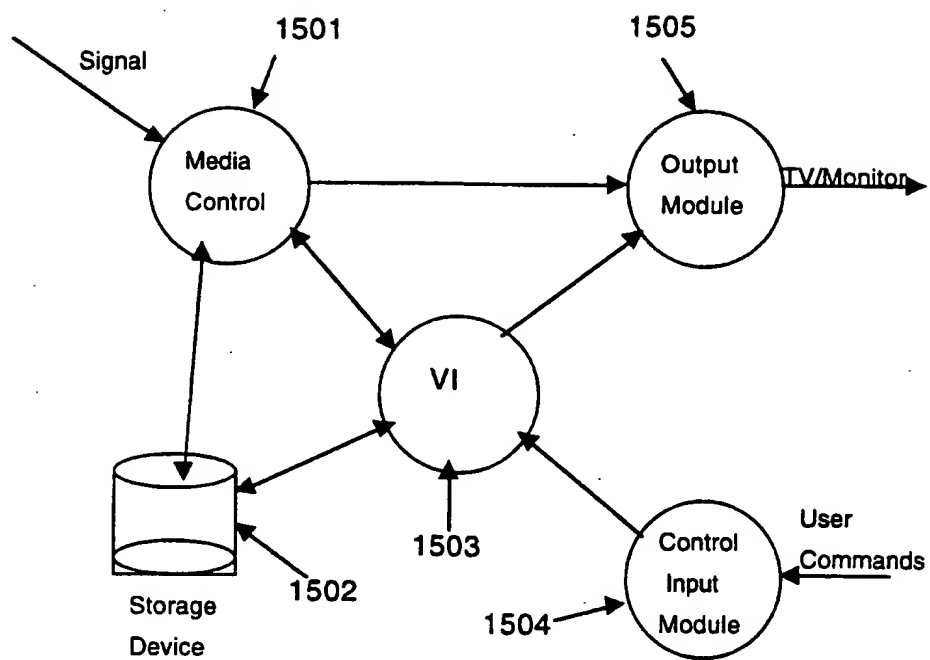 1501
1505
Signal
Media
Control
Output
Module
TV/Monitor
VI
1503
1502
Storage
Device
1504
Control
Input
Module
User
Commands